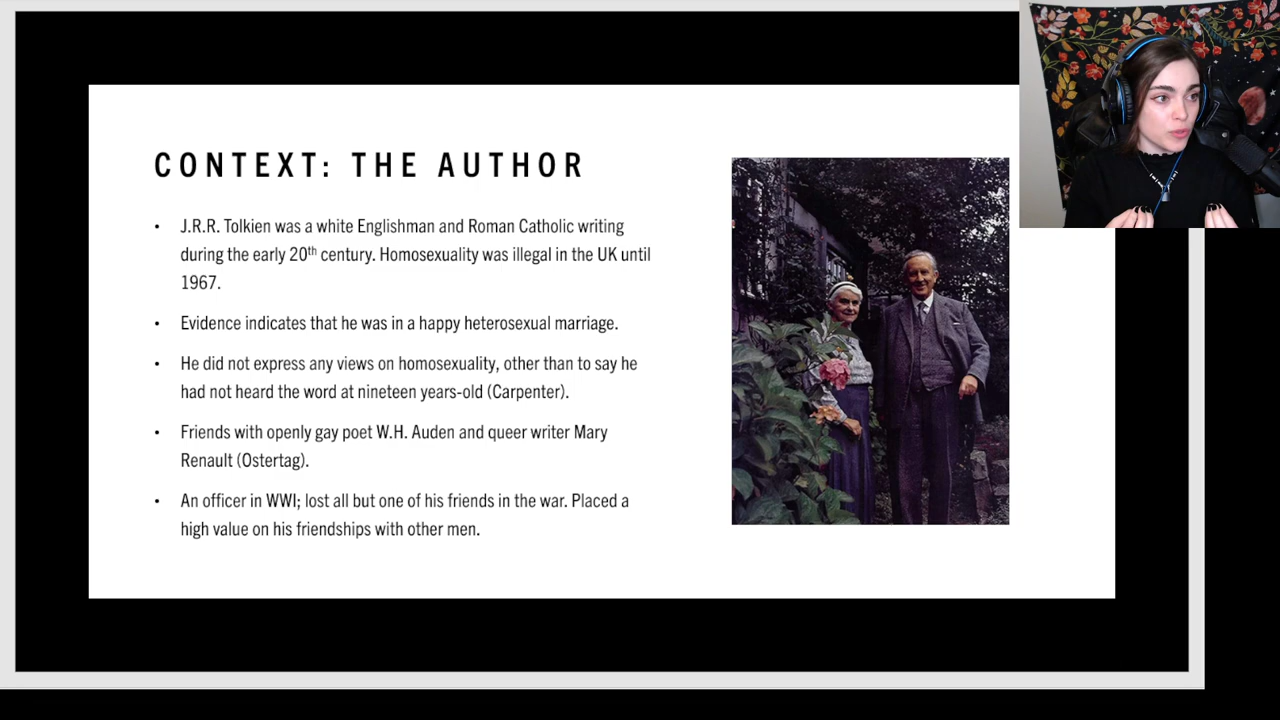 CONTEXT: THE AUTHOR
• J.R.R. Tolkien was a white Englishman and Roman Catholic writing
during the early 20th century. Homosexuality was illegal in the UK until
1967.
• Evidence indicates that he was in a happy heterosexual marriage.
• He did not express any views on homosexuality, other than to say he
had not heard the word at nineteen years-old (Carpenter).
• Friends with openly gay poet W.H. Auden and queer writer Mary
Renault (Ostertag).
• An officer in WWI; lost all but one of his friends in the war. Placed a
high value on his friendships with other men.